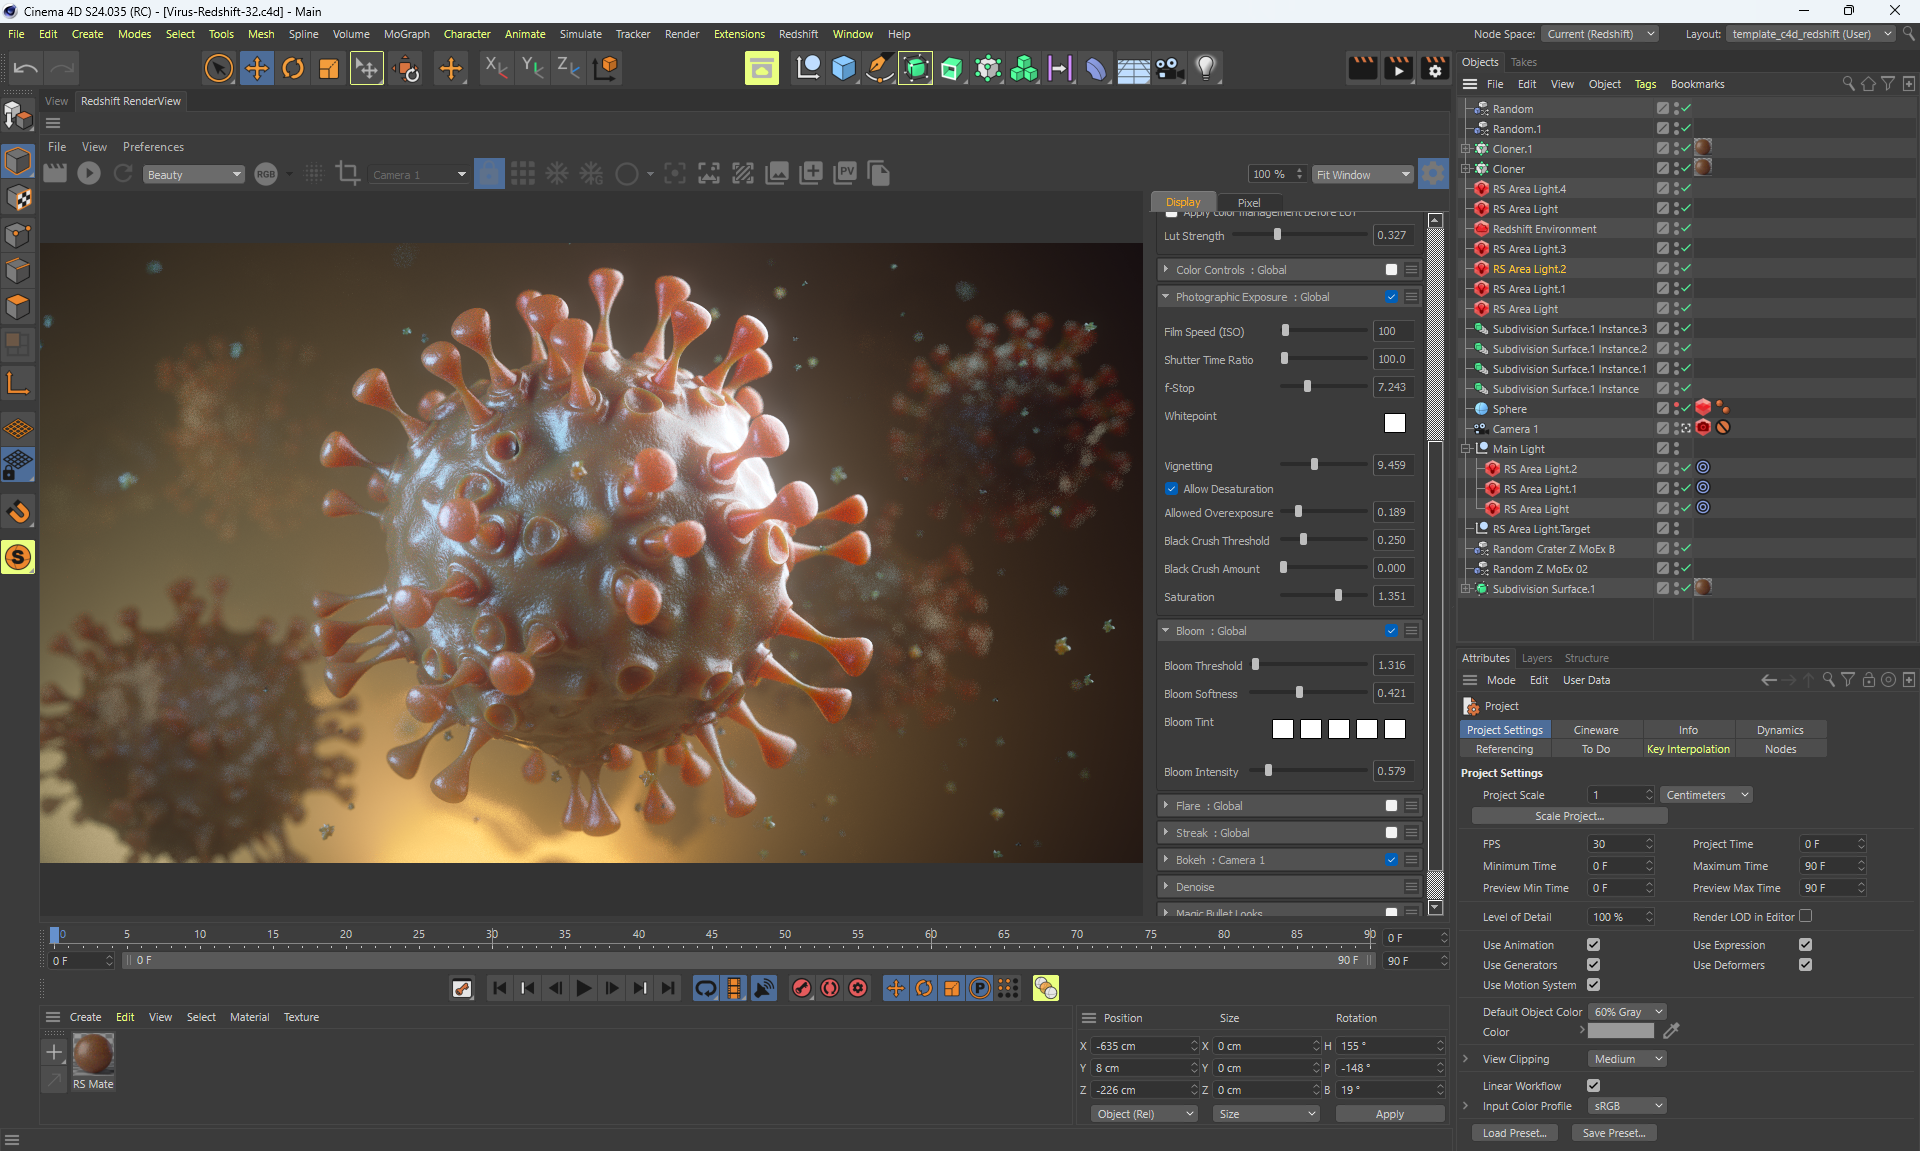 Cinema 4D S24.035 (RC) - [Virus-Redshift-32.c4d] - Main
File Edit Create Modes Select Tools Mesh Spline Volume MoGraph Character Animate Simulate Tracker Render Extensions Redshift Window Help
Node Space: Current (Redshift) Layout: template_c4d_redshift (User)
X Y Z
View Redshift RenderView
File View Preferences
Beauty RGB Camera 1 PV 100 % Fit Window
Display Pixel
Apply color management before LUT
Lut Strength 0.327
Color Controls : Global
Photographic Exposure : Global
Film Speed (ISO) 100
Shutter Time Ratio 100.0
f-Stop 7.243
Whitepoint
Vignetting 9.459
Allow Desaturation
Allowed Overexposure 0.189
Black Crush Threshold 0.250
Black Crush Amount 0.000
Saturation 1.351
Bloom : Global
Bloom Threshold 1.316
Bloom Softness 0.421
Bloom Tint
Bloom Intensity 0.579
Flare : Global
Streak : Global
Bokeh : Camera 1
Denoise
Magic Bullet Looks
0 5 10 15 20 25 30 35 40 45 50 55 60 65 70 75 80 85 90 0 F
0 F 0 F 90 F 90 F
P
Create Edit View Select Material Texture
RS Mate
Position Size Rotation
X -635 cm X 0 cm H 155 °
Y 8 cm Y 0 cm P -148 °
Z -226 cm Z 0 cm B 19 °
Object (Rel) Size Apply
Objects Takes
File Edit View Object Tags Bookmarks
Random
Random.1
Cloner.1
Cloner
RS Area Light.4
RS Area Light
Redshift Environment
RS Area Light.3
RS Area Light.2
RS Area Light.1
RS Area Light
Subdivision Surface.1 Instance.3
Subdivision Surface.1 Instance.2
Subdivision Surface.1 Instance.1
Subdivision Surface.1 Instance
Sphere
Camera 1
Main Light
RS Area Light.2
RS Area Light.1
RS Area Light
RS Area Light.Target
Random Crater Z MoEx B
Random Z MoEx 02
Subdivision Surface.1
Attributes Layers Structure
Mode Edit User Data
Project
Project Settings Cineware Info Dynamics
Referencing To Do Key Interpolation Nodes
Project Settings
Project Scale 1 Centimeters
Scale Project...
FPS 30 Project Time 0 F
Minimum Time 0 F Maximum Time 90 F
Preview Min Time 0 F Preview Max Time 90 F
Level of Detail 100 % Render LOD in Editor
Use Animation Use Expression
Use Generators Use Deformers
Use Motion System
Default Object Color 60% Gray
Color
View Clipping Medium
Linear Workflow
Input Color Profile sRGB
Load Preset... Save Preset...
S